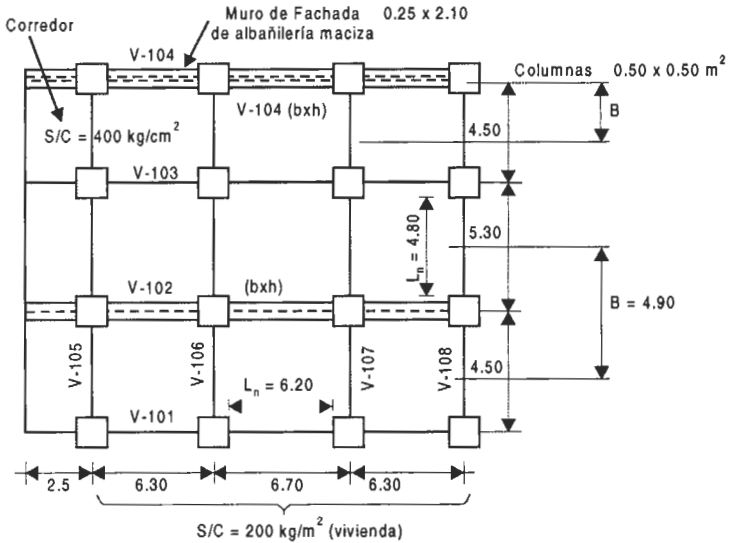 Muro de Fachada 0.25 x 2.10
de albañilería maciza
Corredor
V-104
Columnas 0.50 x 0.50 m²
V-104 (bxh)
B
S/C = 400 kg/cm²
4.50
V-103
Lₙ = 4.80
5.30
V-102
(bxh)
B = 4.90
V-105
V-106
V-107
V-108
4.50
Lₙ = 6.20
V-101
2.5
6.30
6.70
6.30
S/C = 200 kg/m² (vivienda)